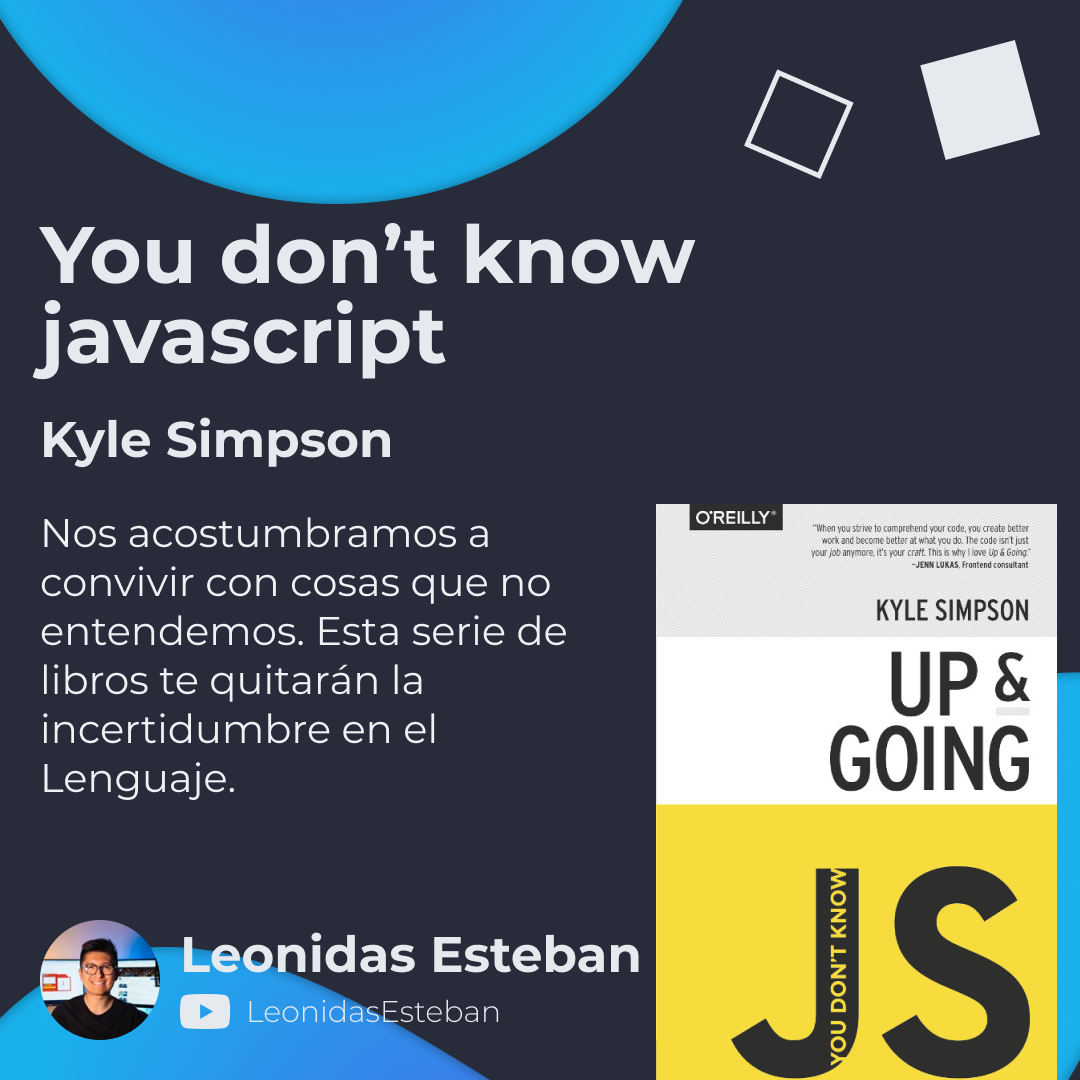 You don’t know
javascript
Kyle Simpson
Nos acostumbramos a
convivir con cosas que no
entendemos. Esta serie de
libros te quitarán la
incertidumbre en el
Lenguaje.
O'REILLY®
"When you strive to comprehend your code, you create better
work and become better at what you do. The code isn't just
your job anymore, it's your craft. This is why I love Up & Going."
–JENN LUKAS, Frontend consultant
KYLE SIMPSON
UP &
GOING
YOU DON'T KNOW
JS
Leonidas Esteban
LeonidasEsteban